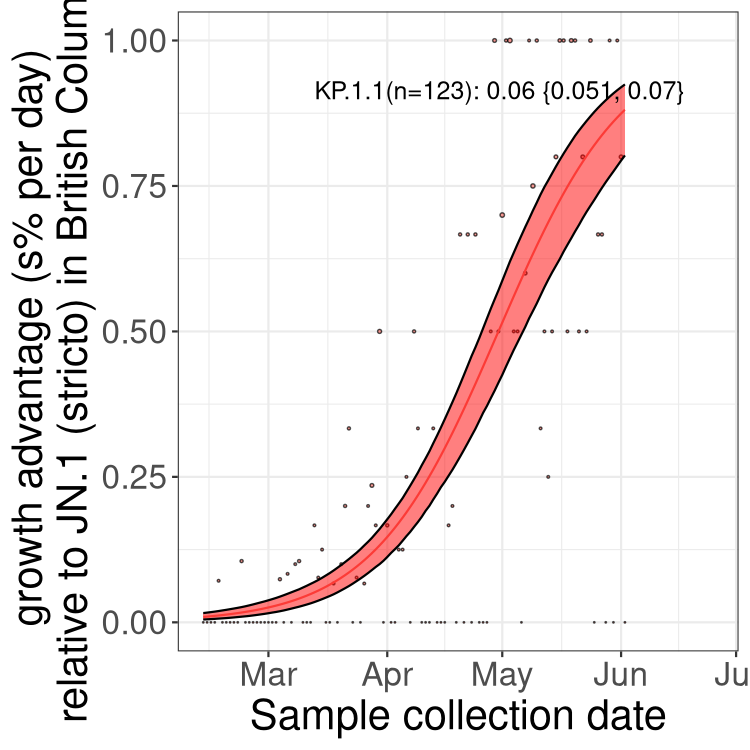 growth advantage (s% per day)
relative to JN.1 (stricto) in British Colum
1.00
0.75
0.50
0.25
0.00
KP.1.1(n=123): 0.06 {0.051 , 0.07}
Mar Apr May Jun Ju
Sample collection date